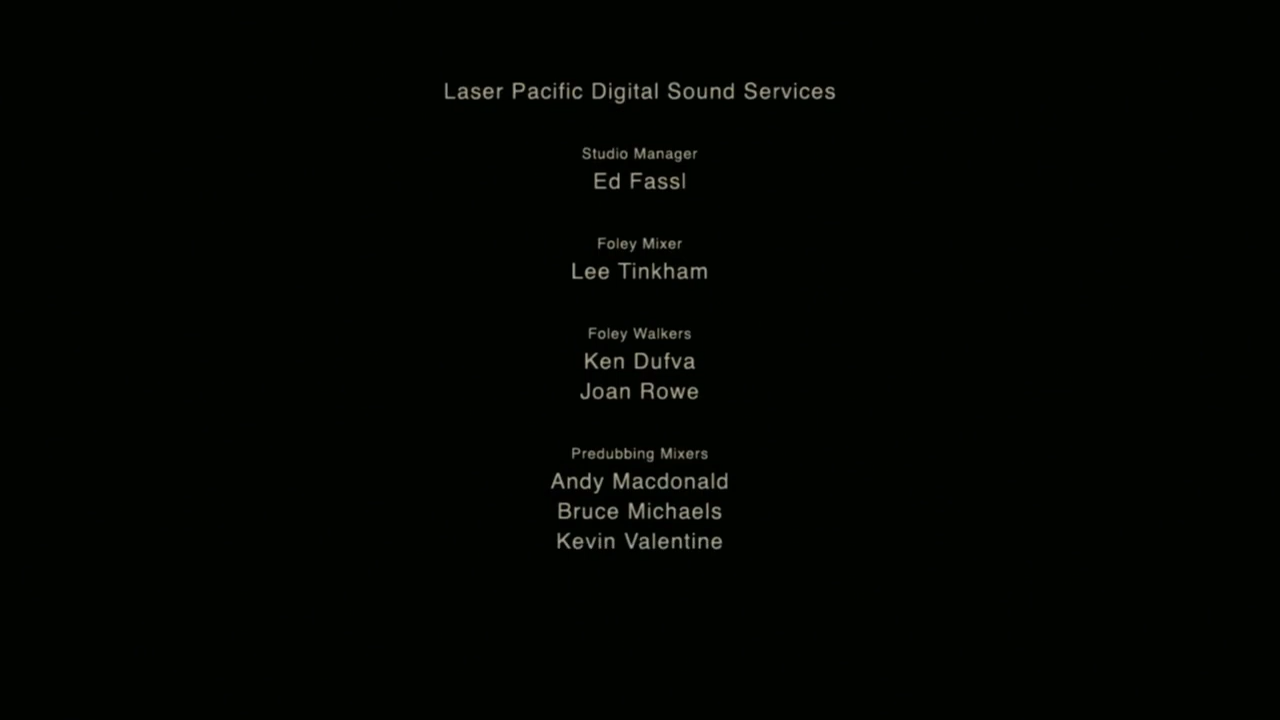 Laser Pacific Digital Sound Services
Studio Manager
Ed Fassl
Foley Mixer
Lee Tinkham
Foley Walkers
Ken Dufva
Joan Rowe
Predubbing Mixers
Andy Macdonald
Bruce Michaels
Kevin Valentine